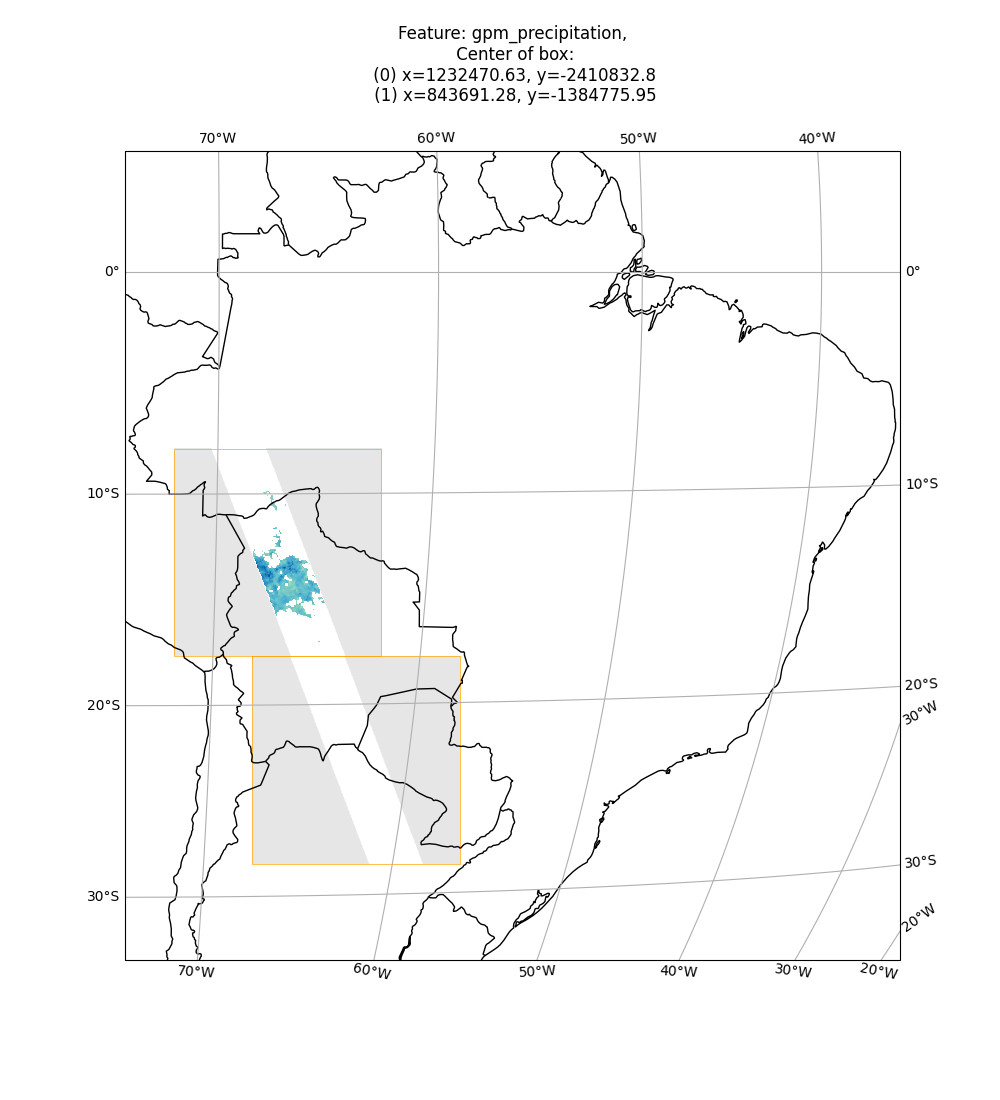 Feature: gpm_precipitation,
Center of box:
(0) x=1232470.63, y=-2410832.8
(1) x=843691.28, y=-1384775.95
70°W 60°W 50°W 40°W
0° 0°
10°S 10°S
20°S 20°S
30°W
30°S 30°S
20°W
70°W 60°W 50°W 40°W 30°W 20°W